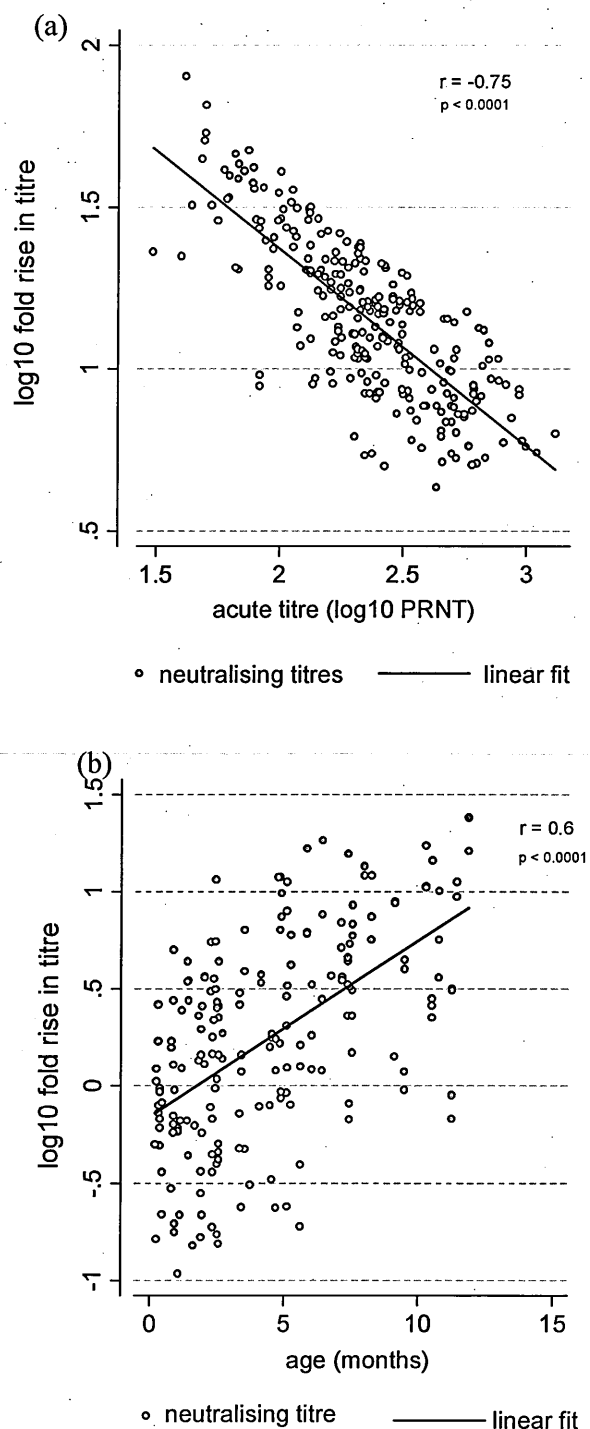 (a)
2
r = -0.75
p < 0.0001
1.5
log10 fold rise in titre
1
.5
1.5 2 2.5 3
acute titre (log10 PRNT)
neutralising titres linear fit
(b)
1.5
r = 0.6
p < 0.0001
1
.5
log10 fold rise in titre
0
-.5
-1
0 5 10 15
age (months)
neutralising titre linear fit